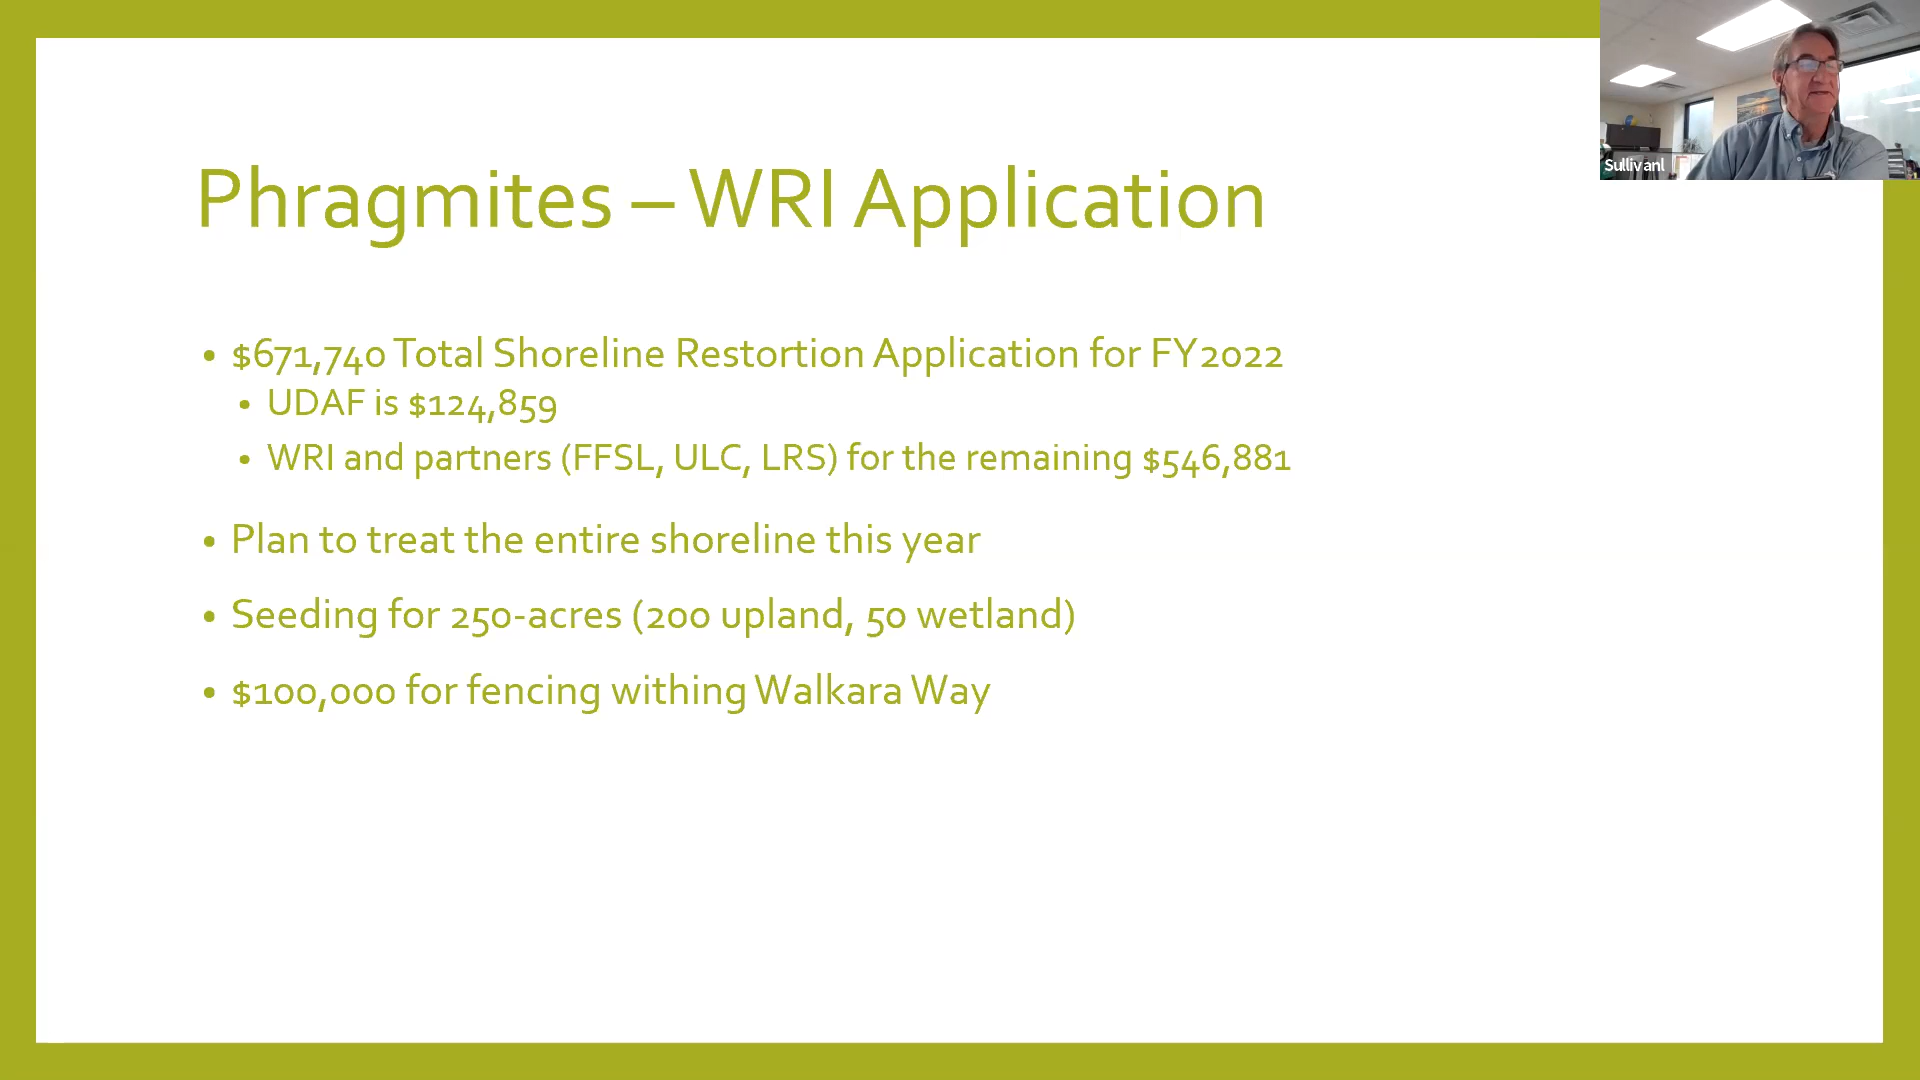 Sullivanl
Phragmites – WRI Application
• $671,740 Total Shoreline Restortion Application for FY2022
• UDAF is $124,859
• WRI and partners (FFSL, ULC, LRS) for the remaining $546,881
• Plan to treat the entire shoreline this year
• Seeding for 250-acres (200 upland, 50 wetland)
• $100,000 for fencing withing Walkara Way